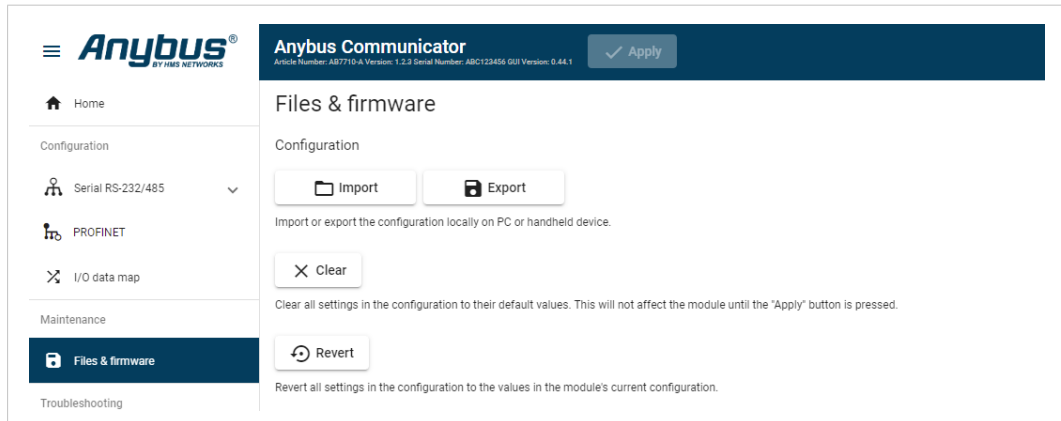 Anybus®
BY HMS NETWORKS
Anybus Communicator
Article Number: AB7710-A Version: 1.2.3 Serial Number: ABC123456 GUI Version: 0.44.1
Apply
Home
Configuration
Serial RS-232/485
PROFINET
I/O data map
Maintenance
Files & firmware
Troubleshooting
Files & firmware
Configuration
Import
Export
Import or export the configuration locally on PC or handheld device.
Clear
Clear all settings in the configuration to their default values. This will not affect the module until the "Apply" button is pressed.
Revert
Revert all settings in the configuration to the values in the module's current configuration.